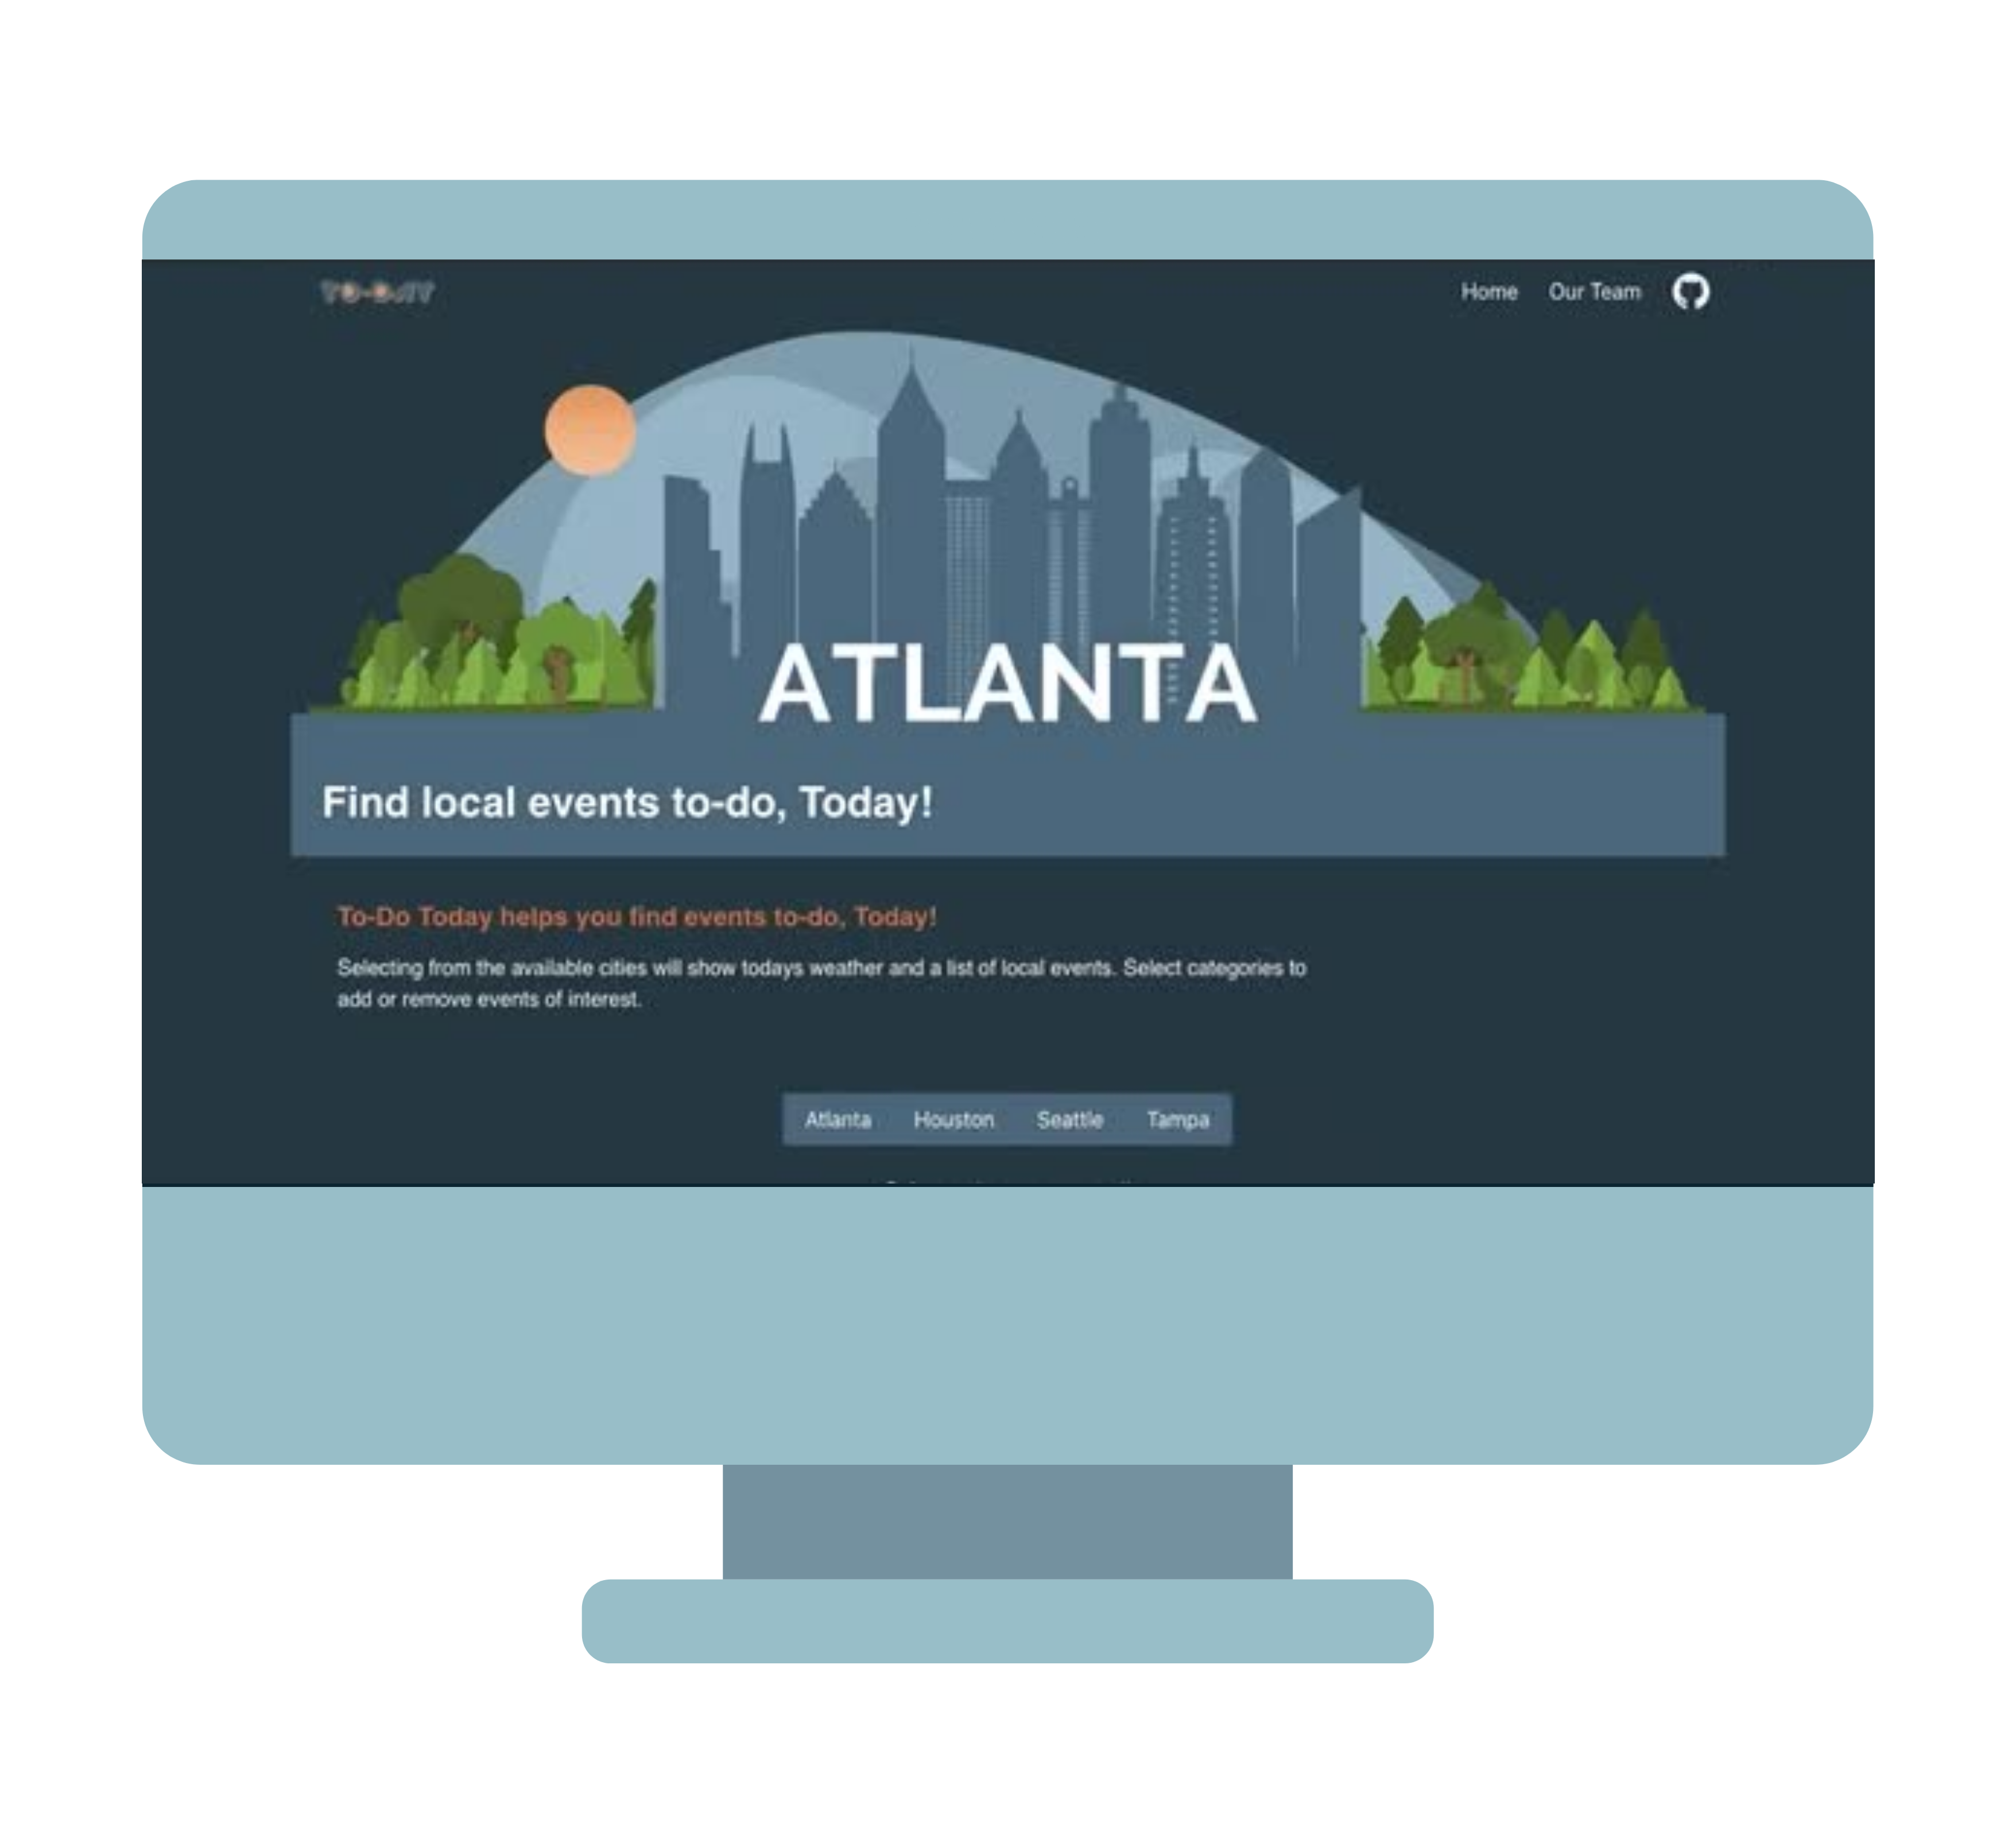 TO-DAY
Home Our Team
ATLANTA
Find local events to-do, Today!
To-Do Today helps you find events to-do, Today!
Selecting from the available cities will show todays weather and a list of local events. Select categories to
add or remove events of interest.
Atlanta Houston Seattle Tampa